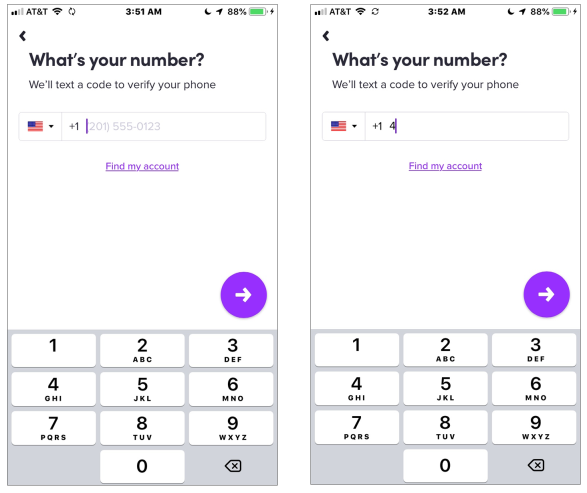 AT&T 3:51 AM 88%
What's your number?
We'll text a code to verify your phone
+1 (201) 555-0123
Find my account
1 2 3
ABC DEF
4 5 6
GHI JKL MNO
7 8 9
PQRS TUV WXYZ
0
AT&T 3:52 AM 88%
What's your number?
We'll text a code to verify your phone
+1 4
Find my account
1 2 3
ABC DEF
4 5 6
GHI JKL MNO
7 8 9
PQRS TUV WXYZ
0